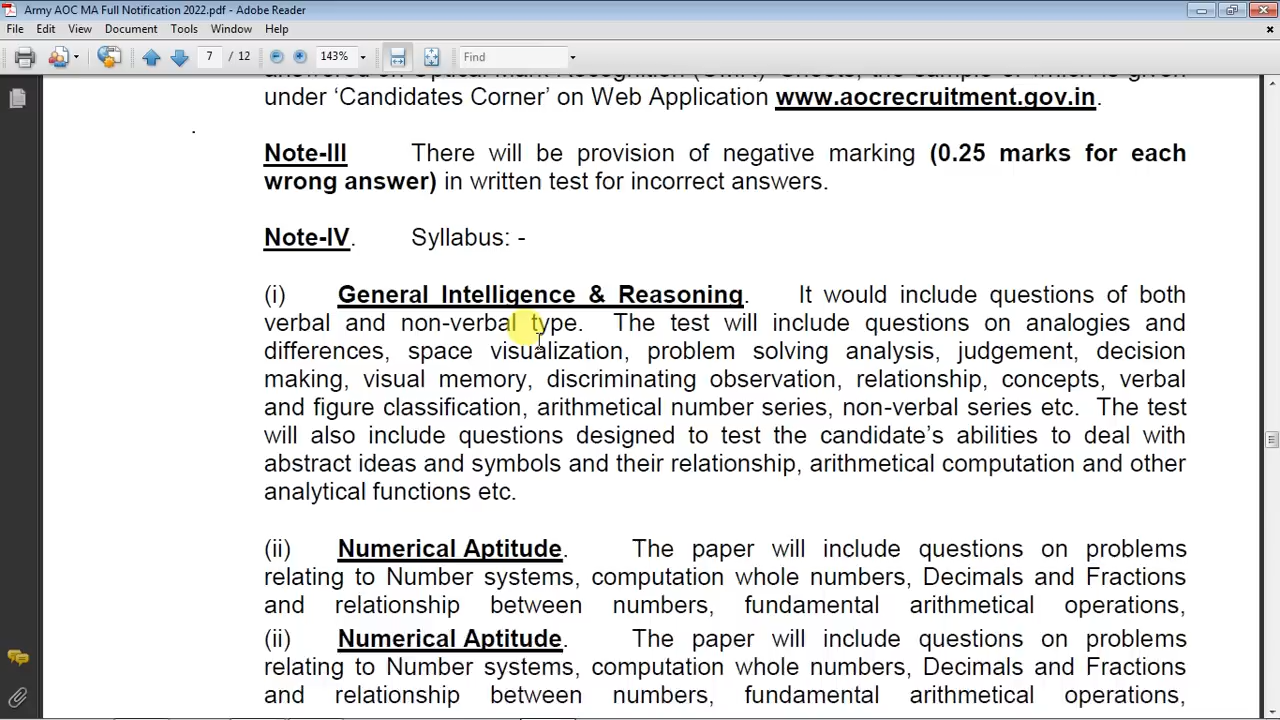 Army AOC MA Full Notification 2022.pdf - Adobe Reader
File Edit View Document Tools Window Help
7 / 12 143% Find
under ‘Candidates Corner’ on Web Application www.aocrecruitment.gov.in.
Note-III There will be provision of negative marking (0.25 marks for each
wrong answer) in written test for incorrect answers.
Note-IV. Syllabus: -
(i) General Intelligence & Reasoning. It would include questions of both
verbal and non-verbal type. The test will include questions on analogies and
differences, space visualization, problem solving analysis, judgement, decision
making, visual memory, discriminating observation, relationship, concepts, verbal
and figure classification, arithmetical number series, non-verbal series etc. The test
will also include questions designed to test the candidate’s abilities to deal with
abstract ideas and symbols and their relationship, arithmetical computation and other
analytical functions etc.
(ii) Numerical Aptitude. The paper will include questions on problems
relating to Number systems, computation whole numbers, Decimals and Fractions
and relationship between numbers, fundamental arithmetical operations,
(ii) Numerical Aptitude. The paper will include questions on problems
relating to Number systems, computation whole numbers, Decimals and Fractions
and relationship between numbers, fundamental arithmetical operations,